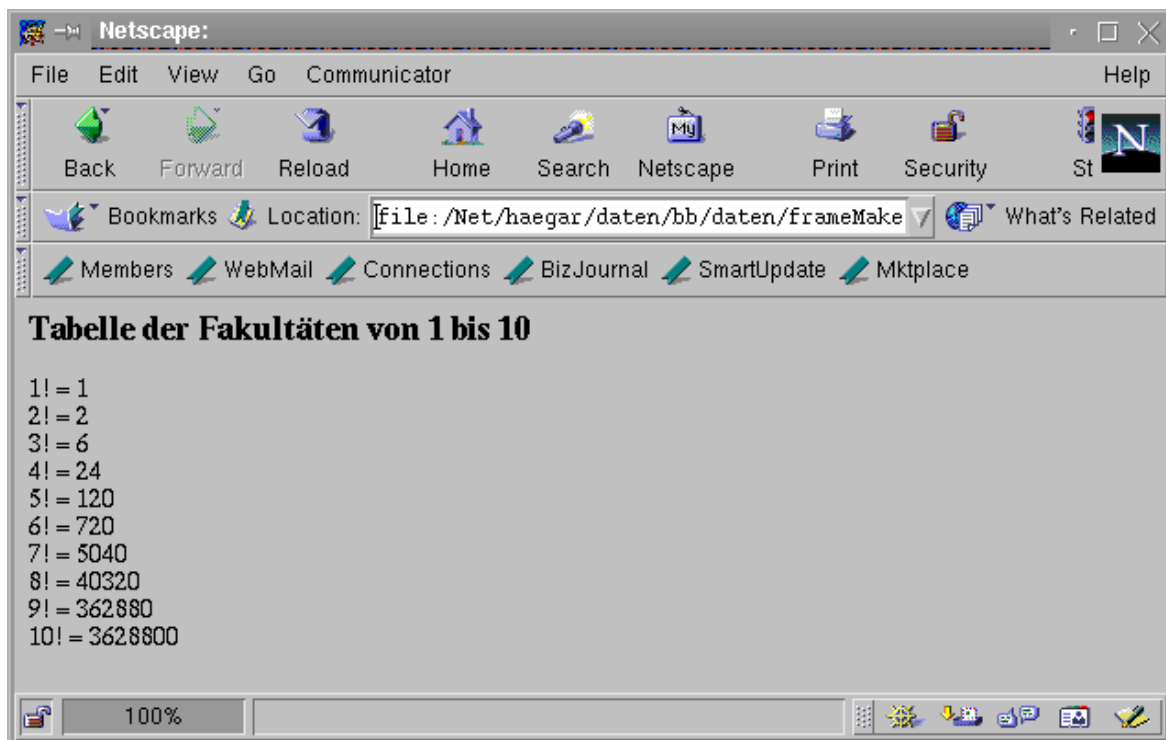 Netscape:
File Edit View Go Communicator Help
Back Forward Reload Home Search Netscape Print Security St N
My
Bookmarks Location: file:/Net/haegar/daten/bb/daten/frameMake What's Related
Members WebMail Connections BizJournal SmartUpdate Mktplace
Tabelle der Fakultäten von 1 bis 10
1! = 1
2! = 2
3! = 6
4! = 24
5! = 120
6! = 720
7! = 5040
8! = 40320
9! = 362880
10! = 3628800
100%